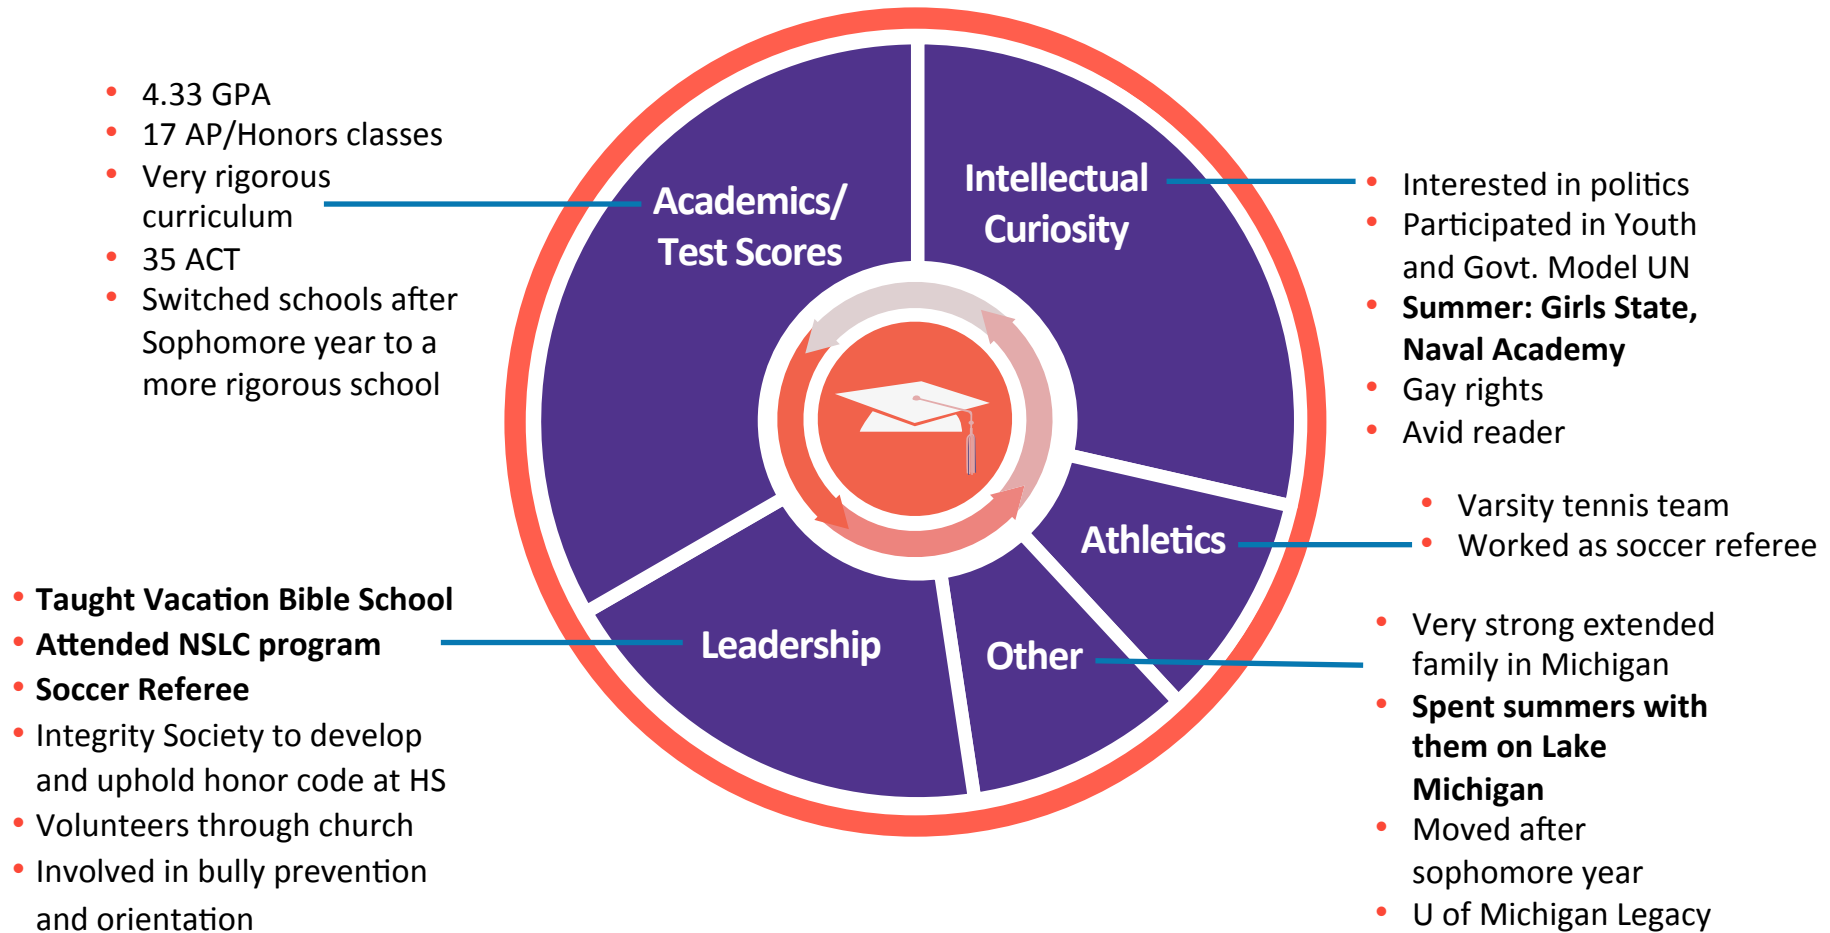 • 4.33 GPA
• 17 AP/Honors classes
• Very rigorous
curriculum
• 35 ACT
• Switched schools after
Sophomore year to a
more rigorous school
Academics/
Test Scores
Intellectual
Curiosity
• Interested in politics
• Participated in Youth
and Govt. Model UN
• Summer: Girls State,
Naval Academy
• Gay rights
• Avid reader
Athletics
• Varsity tennis team
• Worked as soccer referee
• Taught Vacation Bible School
• Attended NSLC program
• Soccer Referee
• Integrity Society to develop
and uphold honor code at HS
• Volunteers through church
• Involved in bully prevention
and orientation
Leadership
Other
• Very strong extended
family in Michigan
• Spent summers with
them on Lake
Michigan
• Moved after
sophomore year
• U of Michigan Legacy